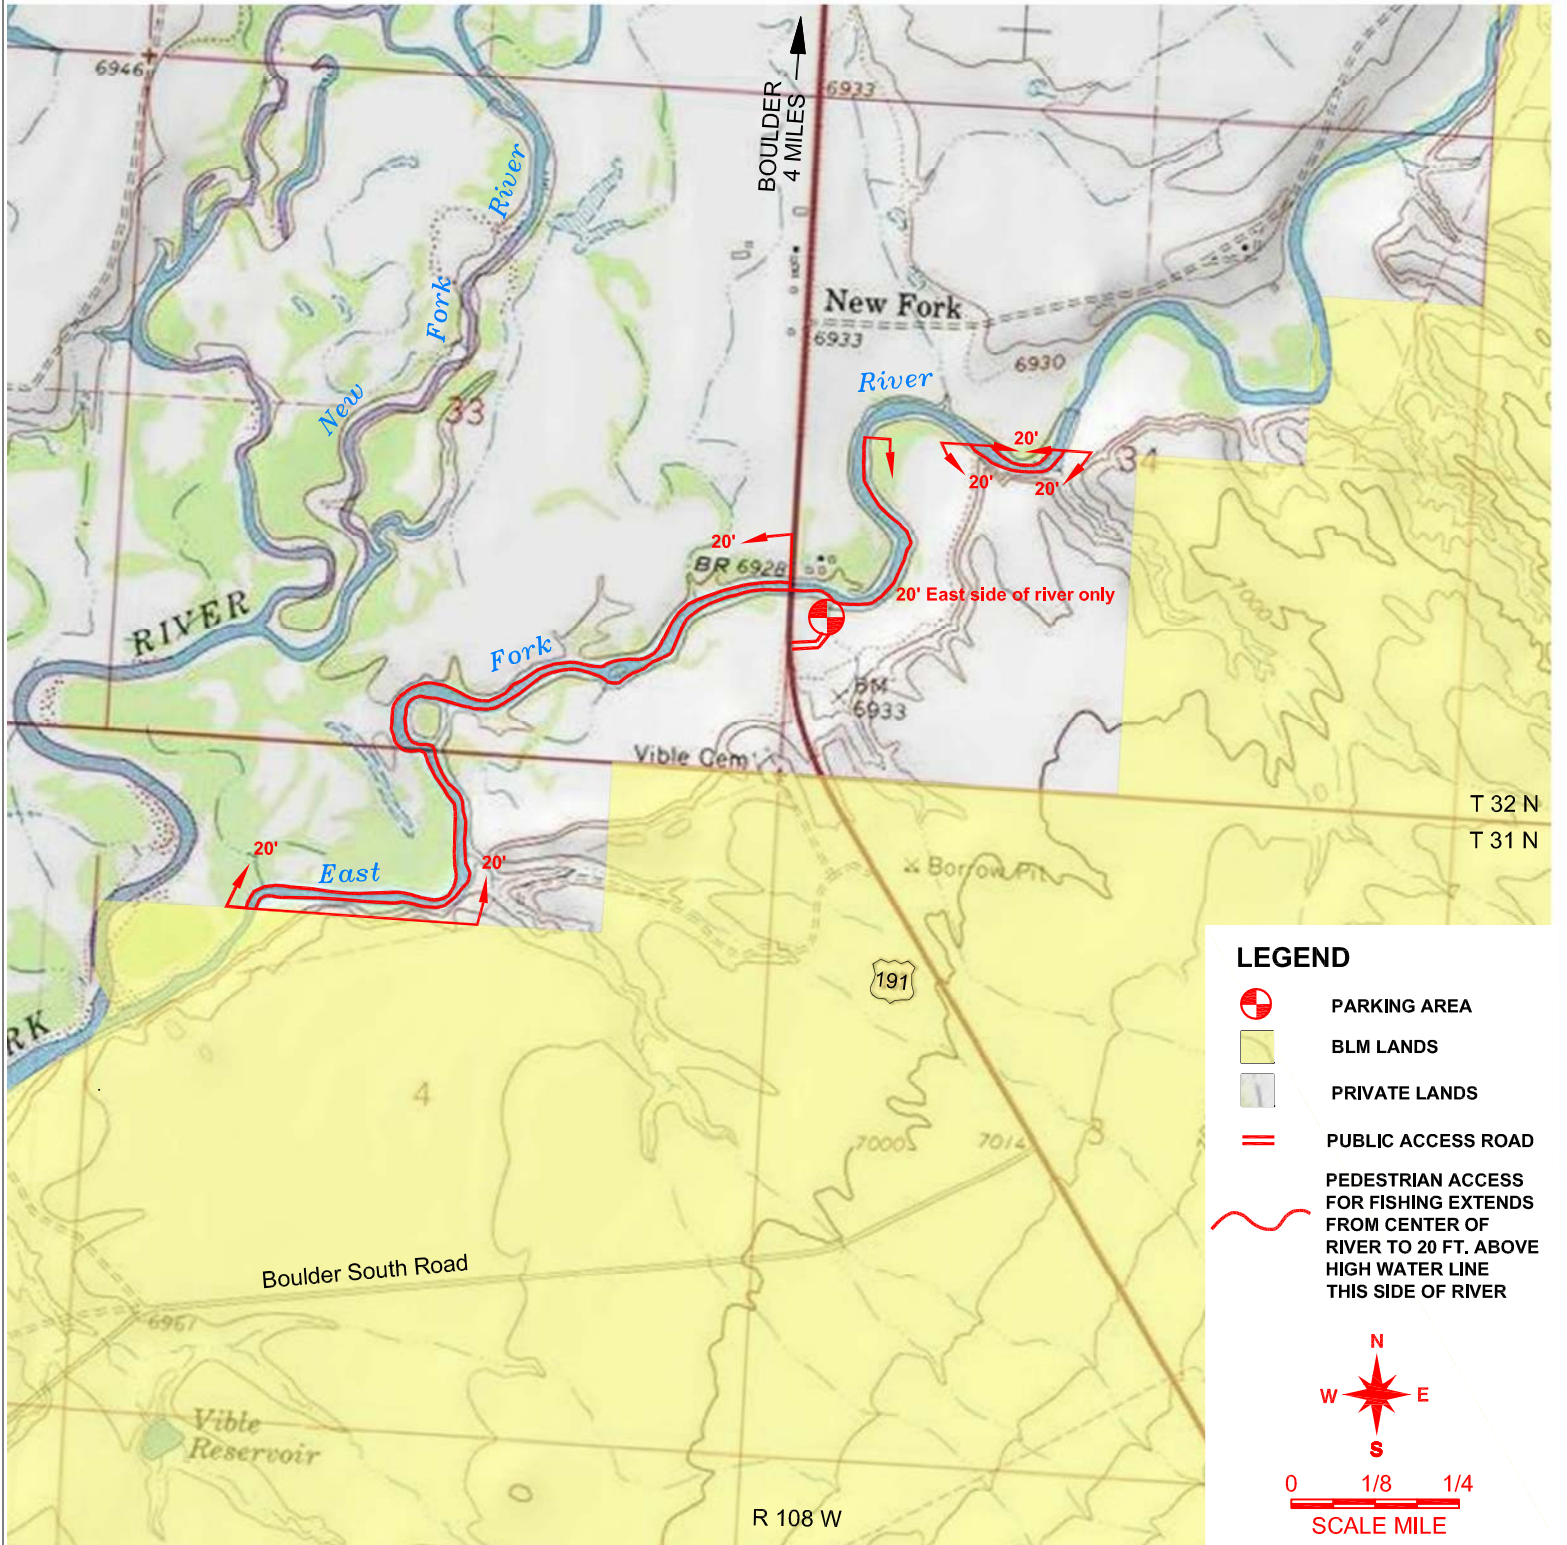 6946
BOULDER
4 MILES
6933
River
Fork
New
33
New Fork
6933
6930
River
34
20'
20'
20'
20'
BR 6928
20' East side of river only
RIVER
Fork
BM
6933
Vible Cem
T 32 N
T 31 N
20'
20'
East
Borrow Pit
191
RK
4
3
7000
7014
Boulder South Road
6967
Vible
Reservoir
R 108 W
LEGEND
PARKING AREA
BLM LANDS
PRIVATE LANDS
PUBLIC ACCESS ROAD
PEDESTRIAN ACCESS
FOR FISHING EXTENDS
FROM CENTER OF
RIVER TO 20 FT. ABOVE
HIGH WATER LINE
THIS SIDE OF RIVER
N
W E
S
0 1/8 1/4
SCALE MILE